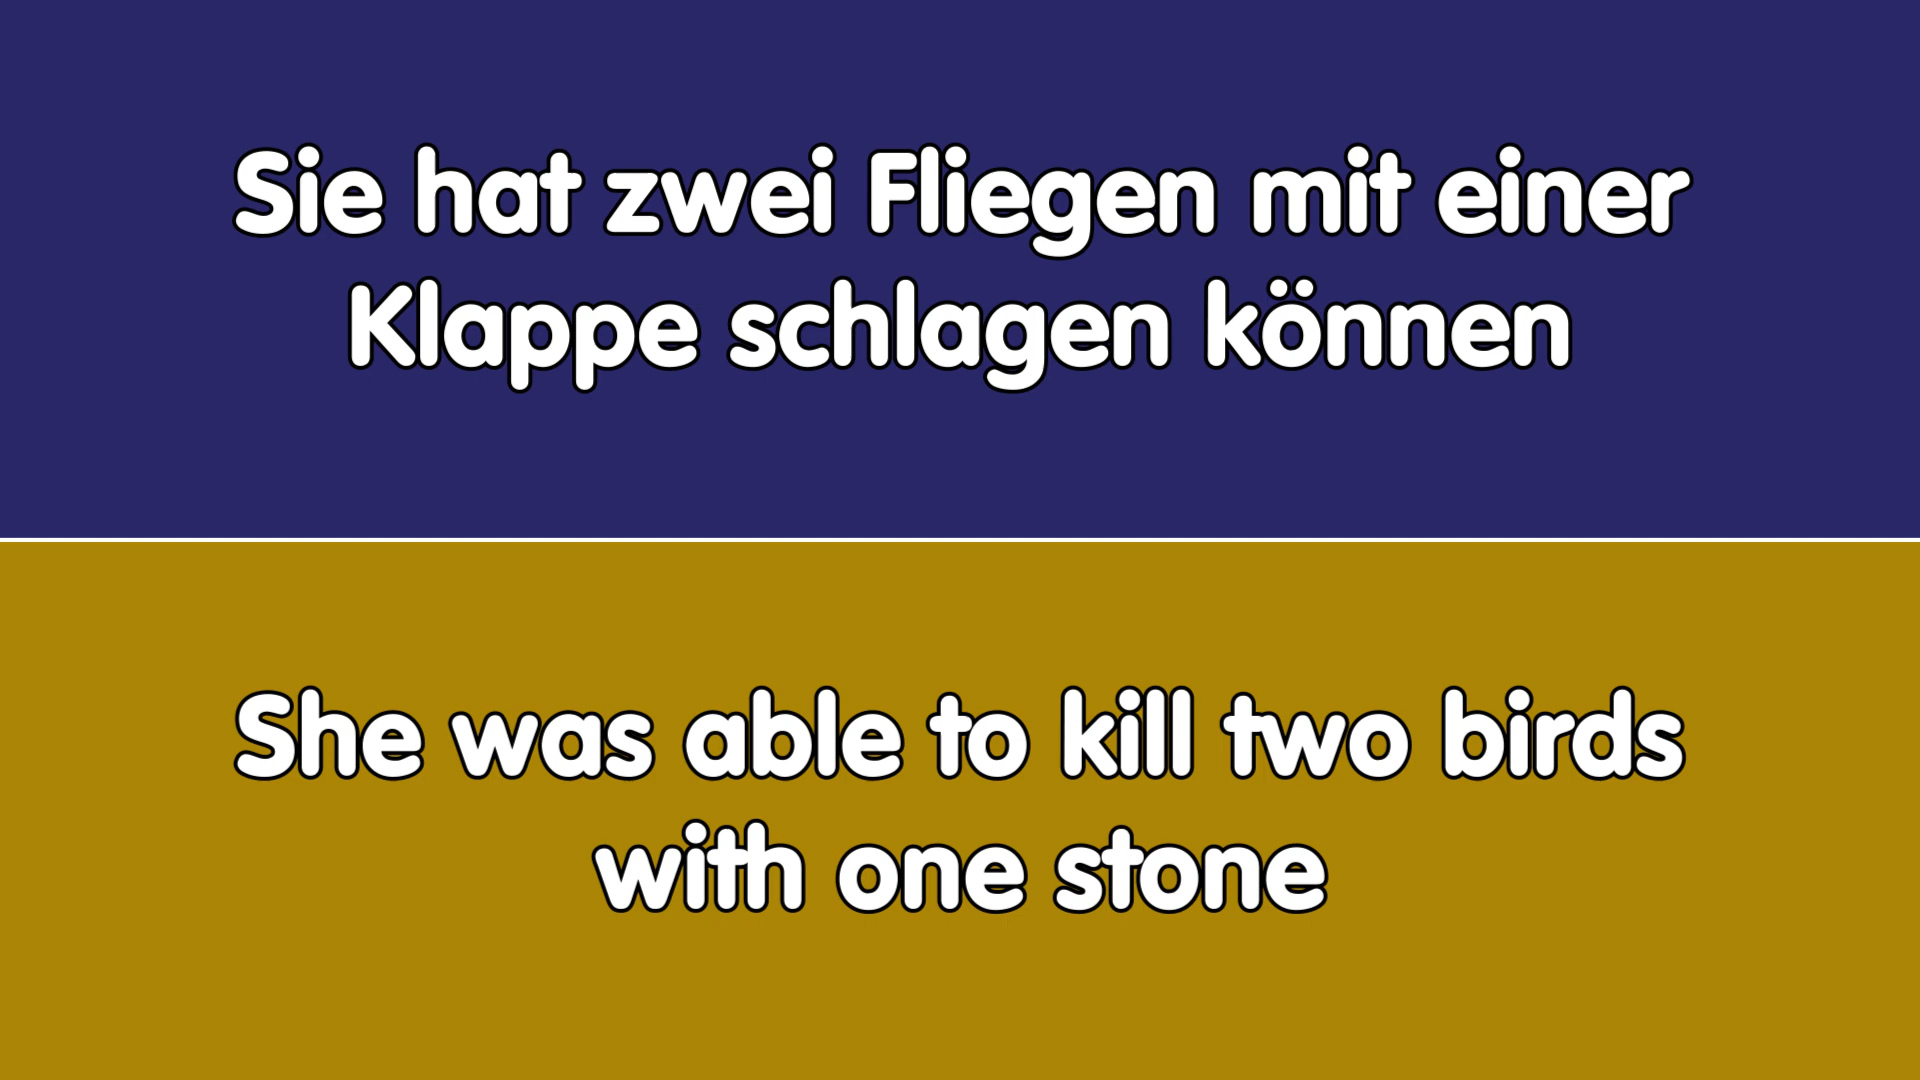 Sie hat zwei Fliegen mit einer
Klappe schlagen können
She was able to kill two birds
with one stone